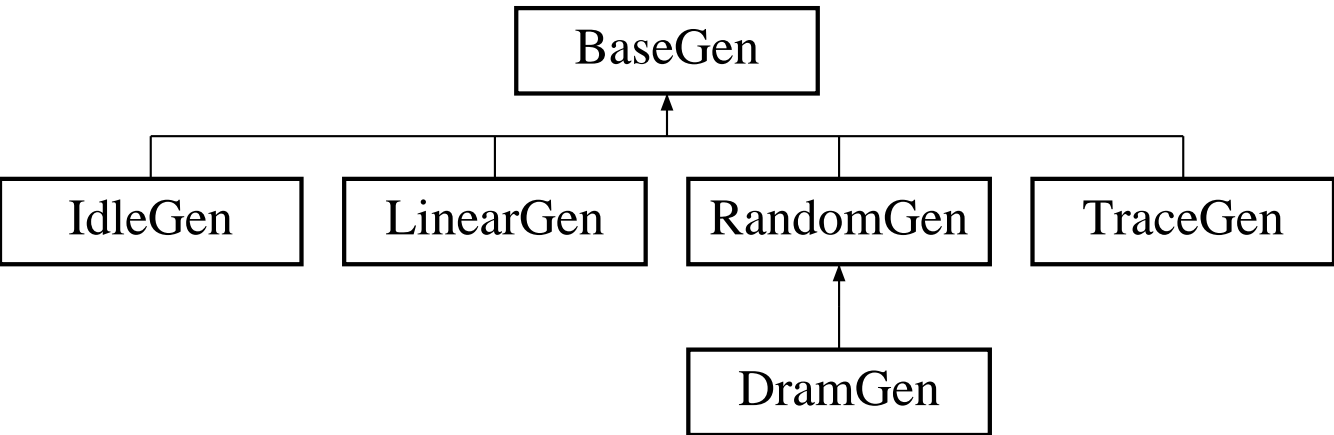 BaseGen
IdleGen
LinearGen
RandomGen
TraceGen
DramGen